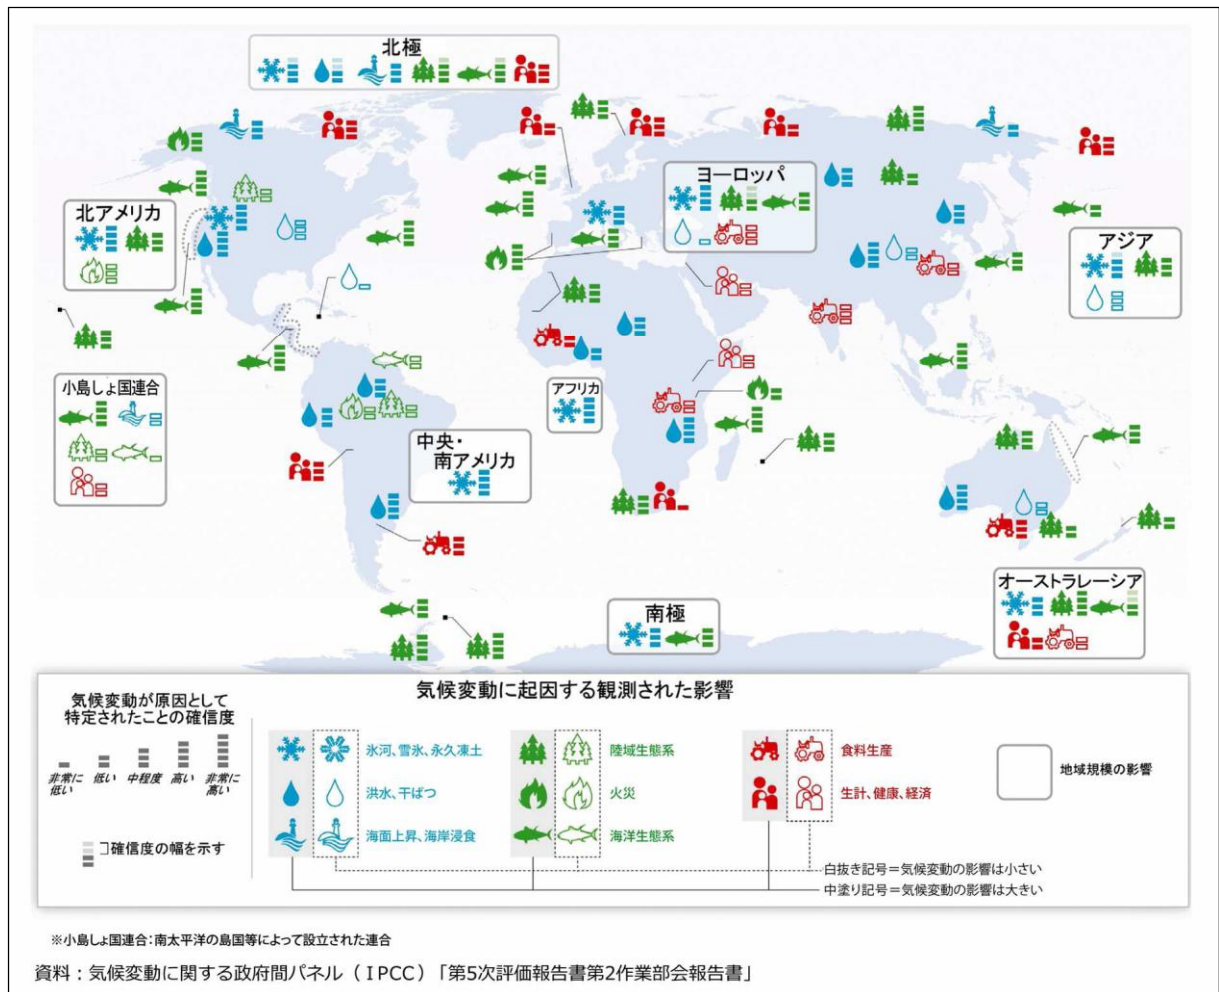 北極
ヨーロッパ
北アメリカ
アジア
小島しょ国連合
アフリカ
中央・
南アメリカ
オーストラレーシア
南極
気候変動に起因する観測された影響
気候変動が原因として
特定されたことの確信度
非常に
低い
低い
中程度
高い
非常に
高い
確信度の幅を示す
氷河、雪氷、永久凍土
洪水、干ばつ
海面上昇、海岸浸食
陸域生態系
火災
海洋生態系
食料生産
生計、健康、経済
地域規模の影響
白抜き記号＝気候変動の影響は小さい
中塗り記号＝気候変動の影響は大きい
※小島しょ国連合：南太平洋の島国等によって設立された連合
資料：気候変動に関する政府間パネル（IPCC）「第5次評価報告書第2作業部会報告書」